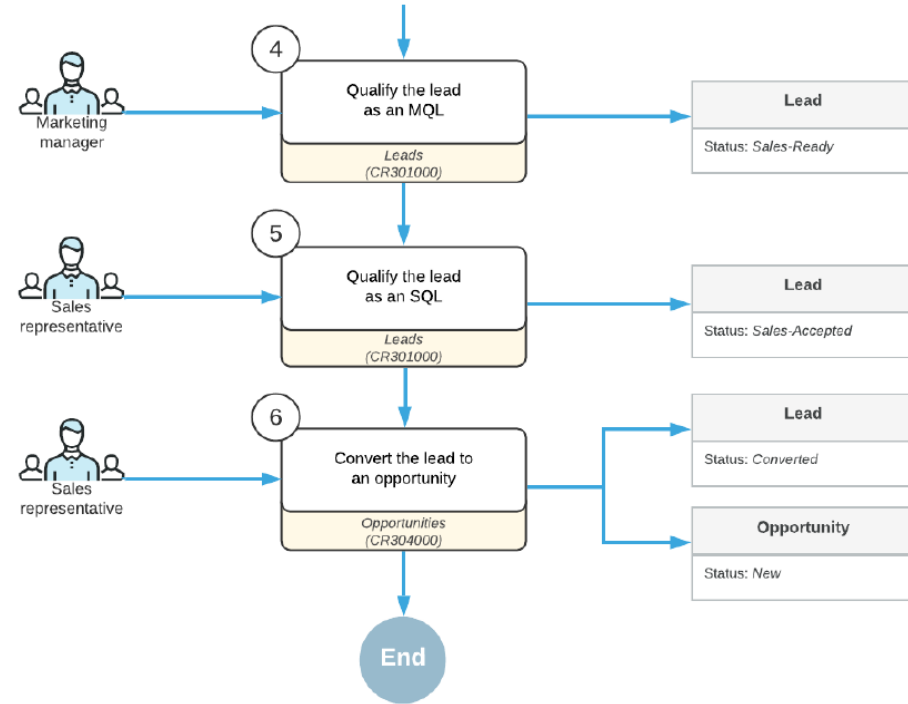 4
Qualify the lead
as an MQL
Leads
(CR301000)
Marketing
manager
Lead
Status: Sales-Ready
5
Qualify the lead
as an SQL
Leads
(CR301000)
Sales
representative
Lead
Status: Sales-Accepted
6
Convert the lead to
an opportunity
Opportunities
(CR304000)
Sales
representative
Lead
Status: Converted
Opportunity
Status: New
End